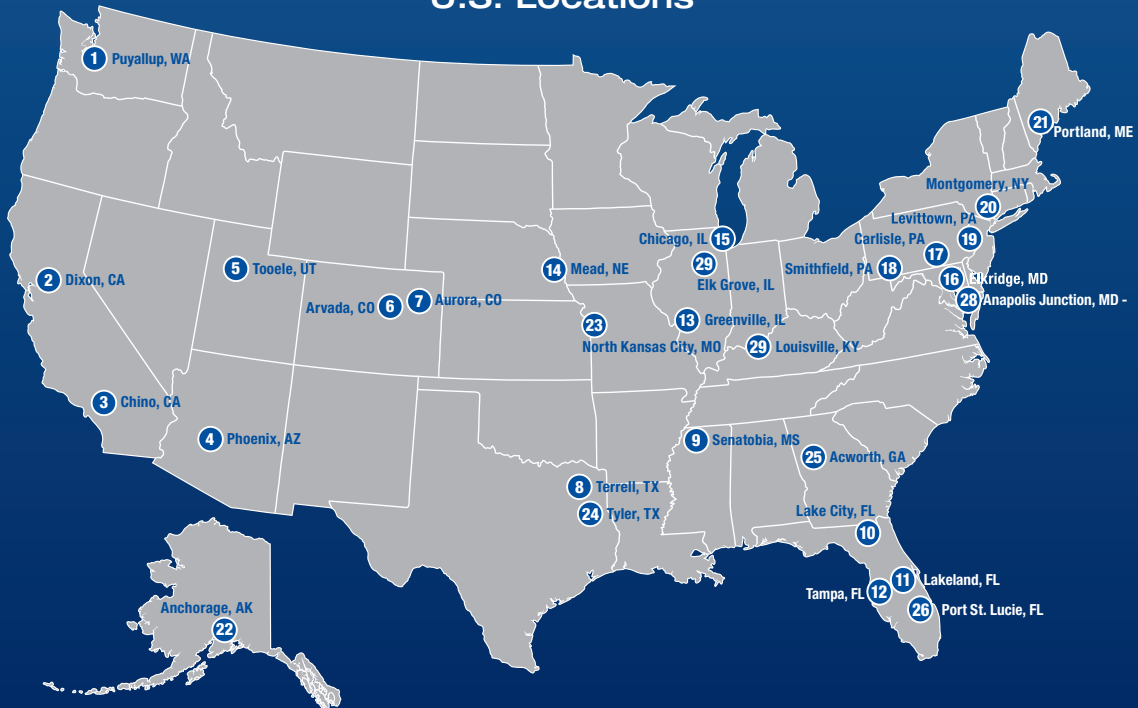 U.S. Locations
1 Puyallup, WA
21 Portland, ME
Montgomery, NY
20
Levittown, PA
19
Chicago, IL 15
Carlisle, PA
17
2 Dixon, CA
5 Tooele, UT
14 Mead, NE
29
Elk Grove, IL
Smithfield, PA 18
16 Elkridge, MD
Arvada, CO 6
7 Aurora, CO
28 Anapolis Junction, MD -
23
North Kansas City, MO
13 Greenville, IL
29 Louisville, KY
3 Chino, CA
4 Phoenix, AZ
9 Senatobia, MS
25 Acworth, GA
8 Terrell, TX
24 Tyler, TX
Lake City, FL
10
11 Lakeland, FL
Tampa, FL 12
26 Port St. Lucie, FL
Anchorage, AK
22